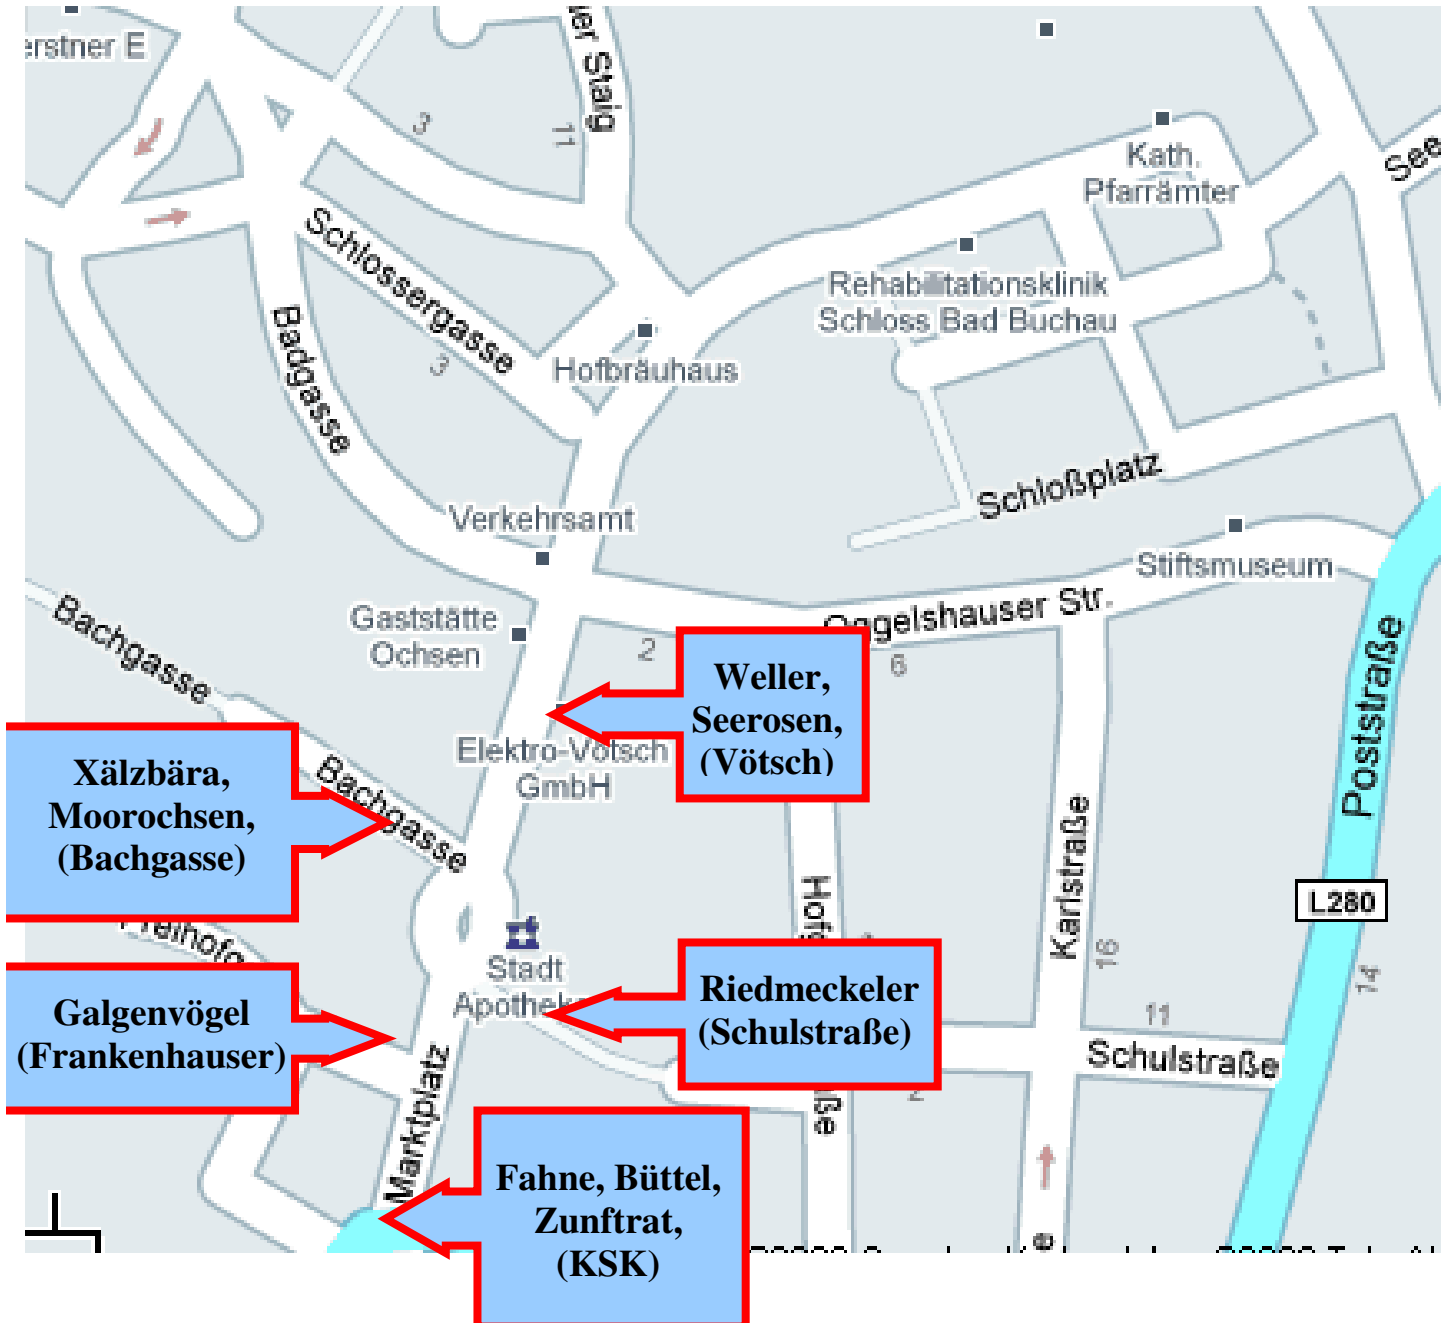 erstner E
uer Staig
3
11
Kath.
Pfarrämter
See
Schlossergasse
3
Rehabilitationsklinik
Schloss Bad Buchau
Hofbräuhaus
Badgasse
Schloßplatz
Verkehrsamt
Stiftsmuseum
Oggelshauser Str.
2
6
Gaststätte
Ochsen
Bachgasse
Poststraße
Weller,
Seerosen,
(Vötsch)
Elektro-Vötsch
GmbH
Xälzbära,
Moorochsen,
(Bachgasse)
Bachgasse
Karlstraße
16
L280
14
Stadt
Apotheke
Riedmeckeler
(Schulstraße)
Galgenvögel
(Frankenhauser)
11
Schulstraße
Marktplatz
Fahne, Büttel,
Zunftrat,
(KSK)